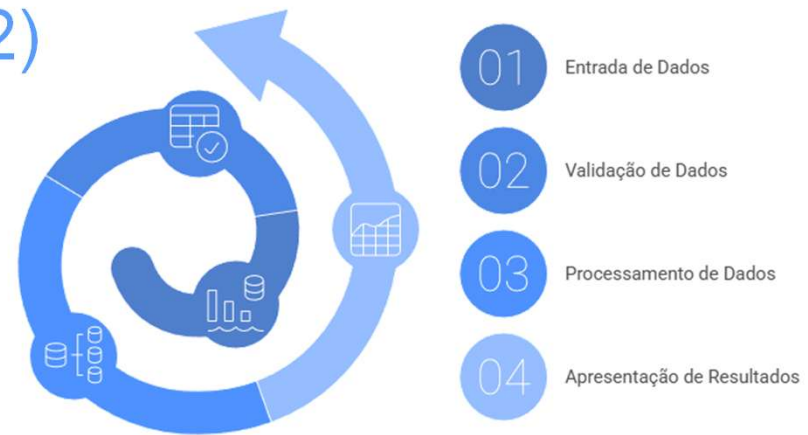 2)
01
Entrada de Dados
02
Validação de Dados
03
Processamento de Dados
04
Apresentação de Resultados